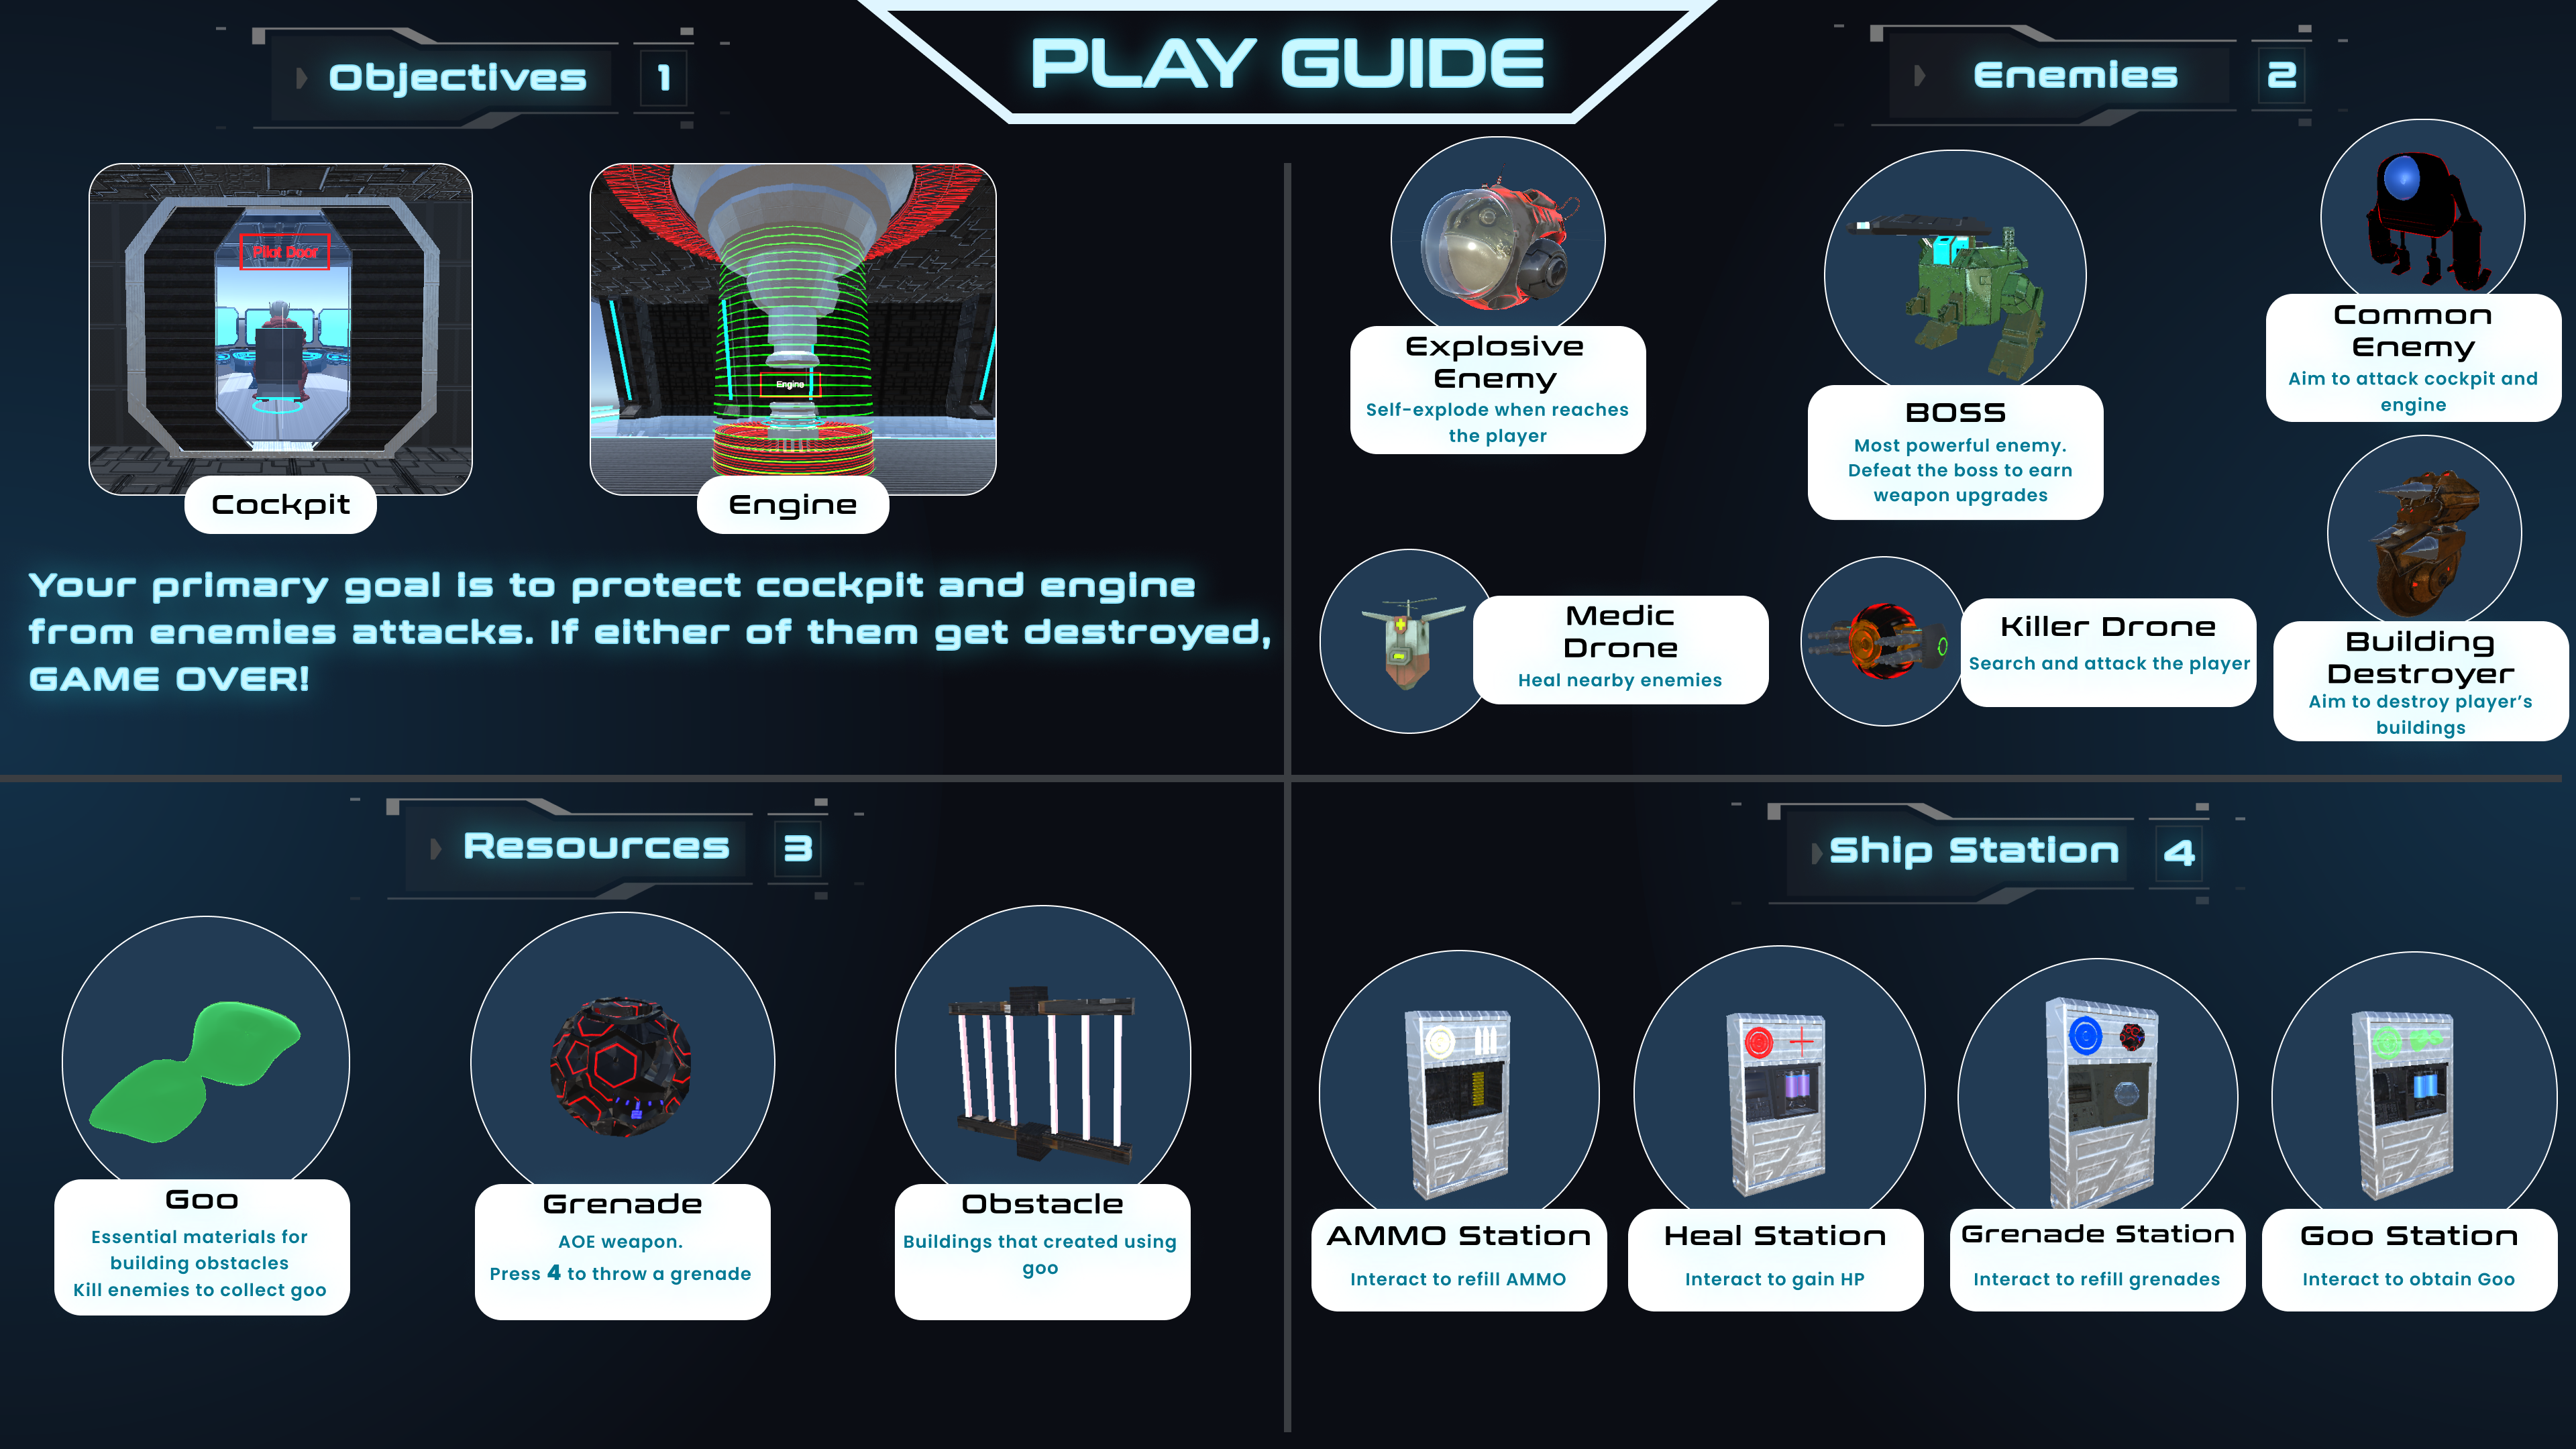 PLAY GUIDE
Objectives 1
Pilot Door
Engine
Cockpit
Engine
Your primary goal is to protect cockpit and engine
from enemies attacks. If either of them get destroyed,
GAME OVER!
Enemies 2
Explosive
Enemy
Self-explode when reaches
the player
BOSS
Most powerful enemy.
Defeat the boss to earn
weapon upgrades
Common
Enemy
Aim to attack cockpit and
engine
Medic
Drone
Heal nearby enemies
Killer Drone
Search and attack the player
Building
Destroyer
Aim to destroy player’s
buildings
Resources 3
Goo
Essential materials for
building obstacles
Kill enemies to collect goo
Grenade
AOE weapon.
Press 4 to throw a grenade
Obstacle
Buildings that created using
goo
Ship Station 4
AMMO Station
Interact to refill AMMO
Heal Station
Interact to gain HP
Grenade Station
Interact to refill grenades
Goo Station
Interact to obtain Goo